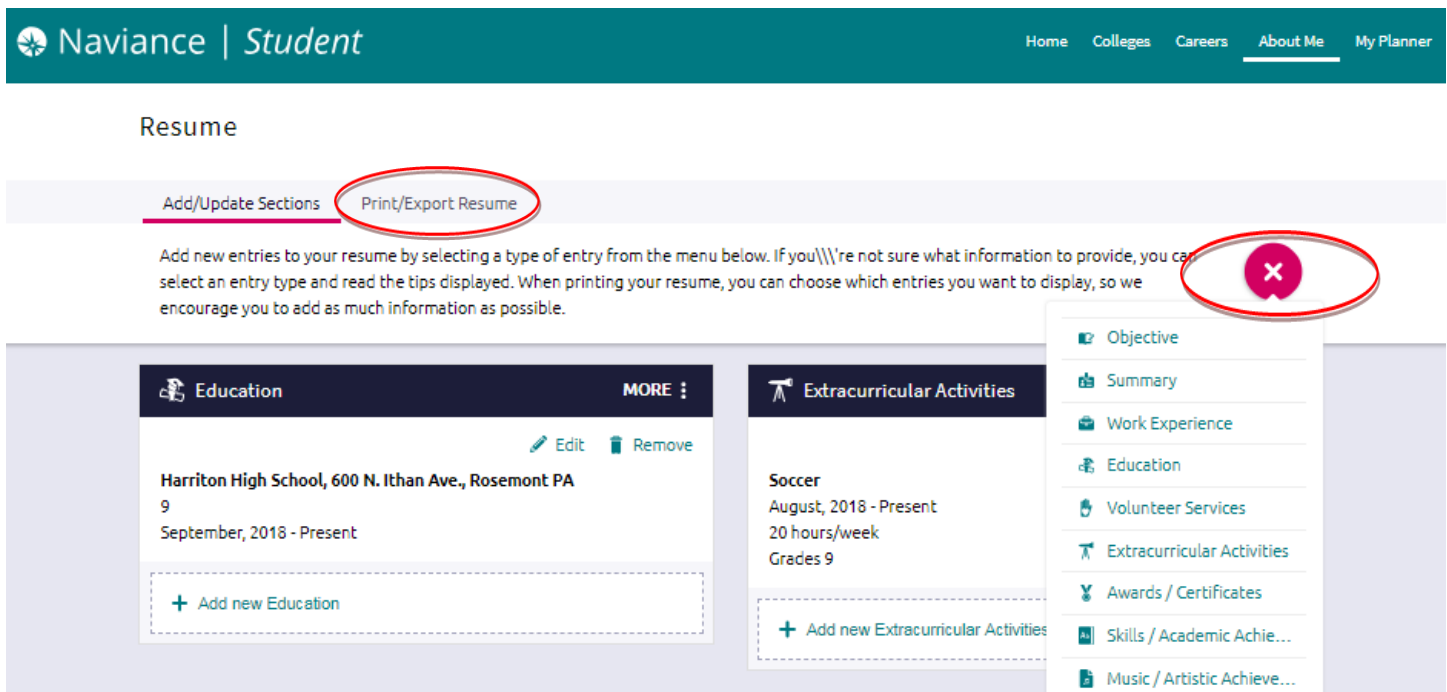 Naviance | Student
Home Colleges Careers About Me My Planner
Resume
Add/Update Sections Print/Export Resume
Add new entries to your resume by selecting a type of entry from the menu below. If you\\\'re not sure what information to provide, you can
select an entry type and read the tips displayed. When printing your resume, you can choose which entries you want to display, so we
encourage you to add as much information as possible.
Education MORE
Edit Remove
Harriton High School, 600 N. Ithan Ave., Rosemont PA
9
September, 2018 - Present
+ Add new Education
Extracurricular Activities
Soccer
August, 2018 - Present
20 hours/week
Grades 9
+ Add new Extracurricular Activities
Objective
Summary
Work Experience
Education
Volunteer Services
Extracurricular Activities
Awards / Certificates
Skills / Academic Achie...
Music / Artistic Achieve...